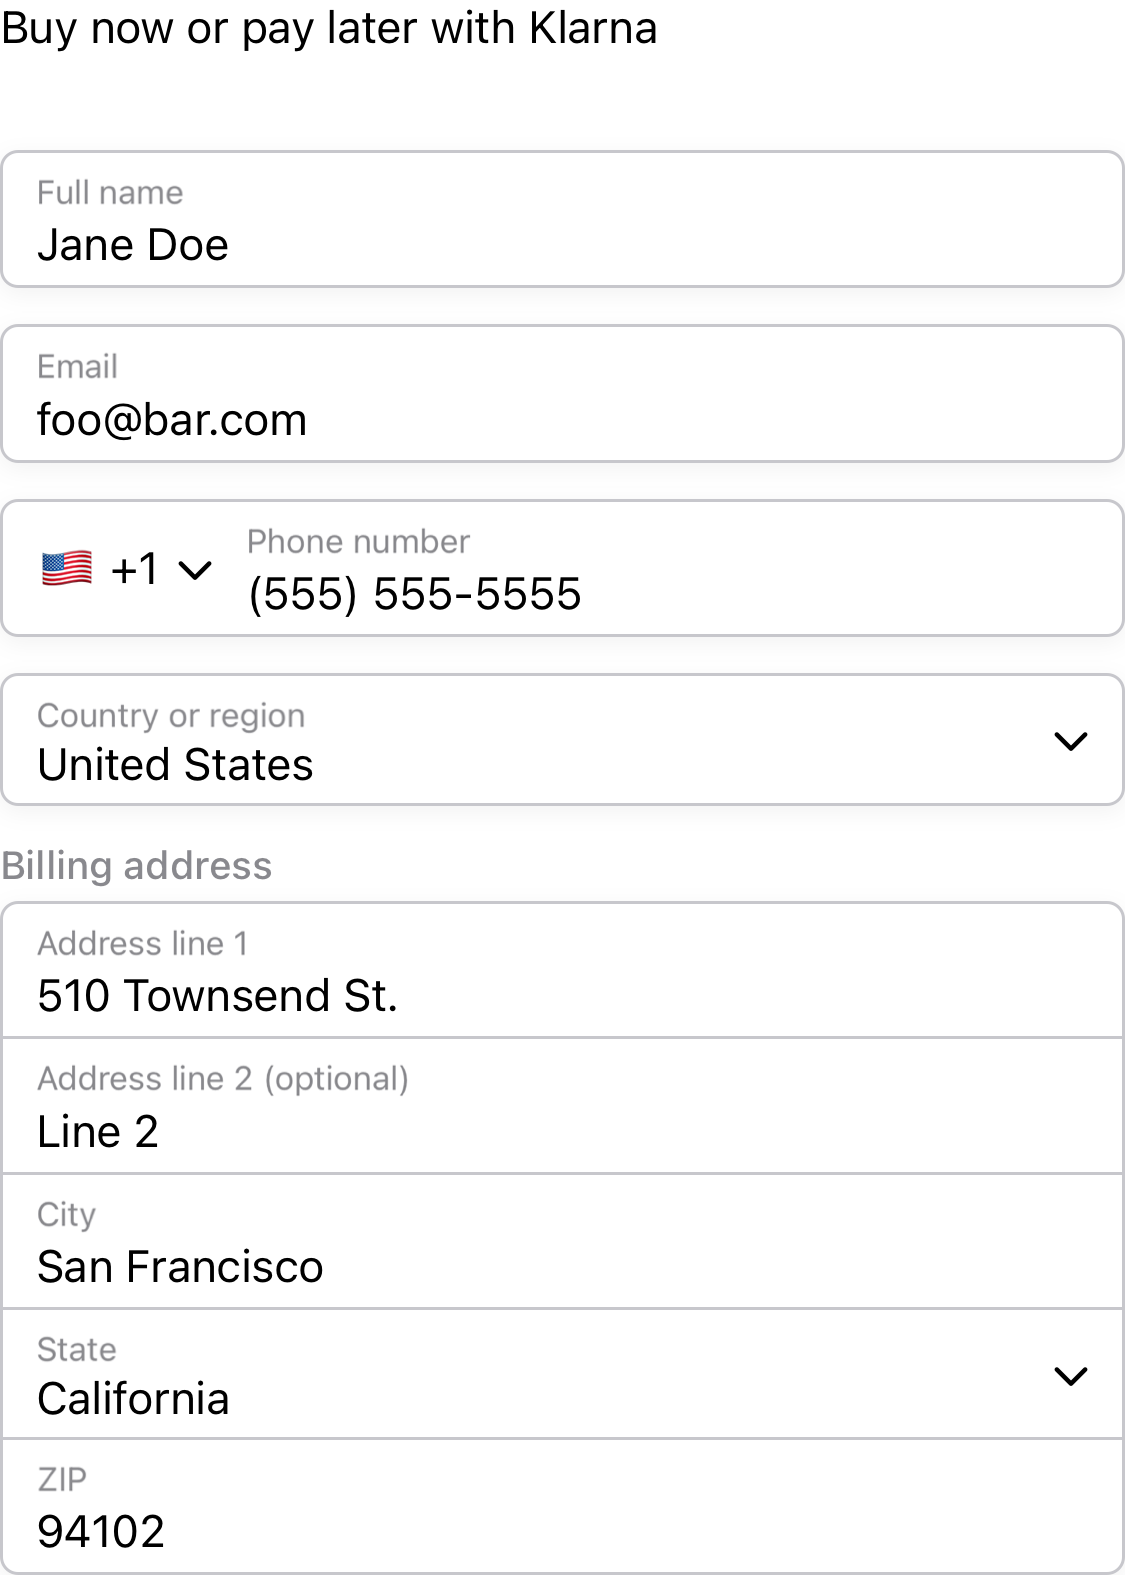 Buy now or pay later with Klarna
Full name
Jane Doe
Email
foo@bar.com
+1
Phone number
(555) 555-5555
Country or region
United States
Billing address
Address line 1
510 Townsend St.
Address line 2 (optional)
Line 2
City
San Francisco
State
California
ZIP
94102